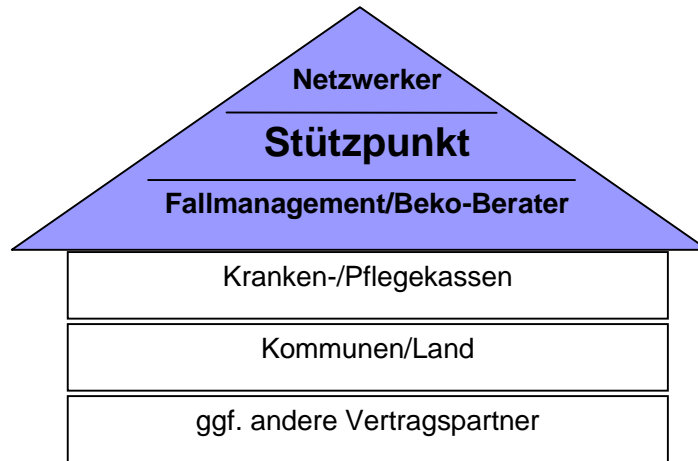 Netzwerker
Stützpunkt
Fallmanagement/Beko-Berater
Kranken-/Pflegekassen
Kommunen/Land
ggf. andere Vertragspartner